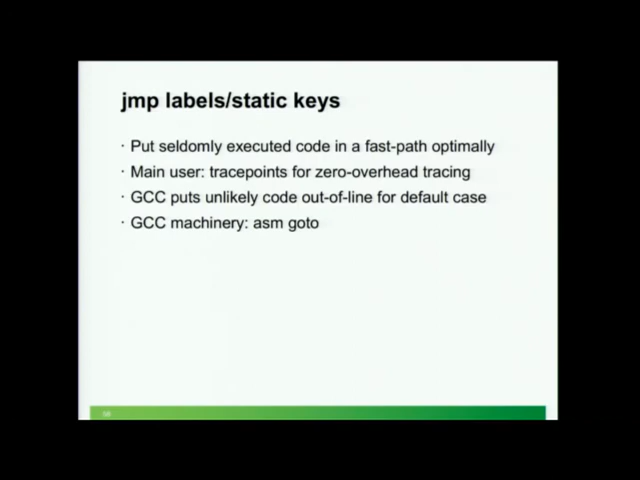 jmp labels/static keys
· Put seldomly executed code in a fast-path optimally
· Main user: tracepoints for zero-overhead tracing
· GCC puts unlikely code out-of-line for default case
· GCC machinery: asm goto